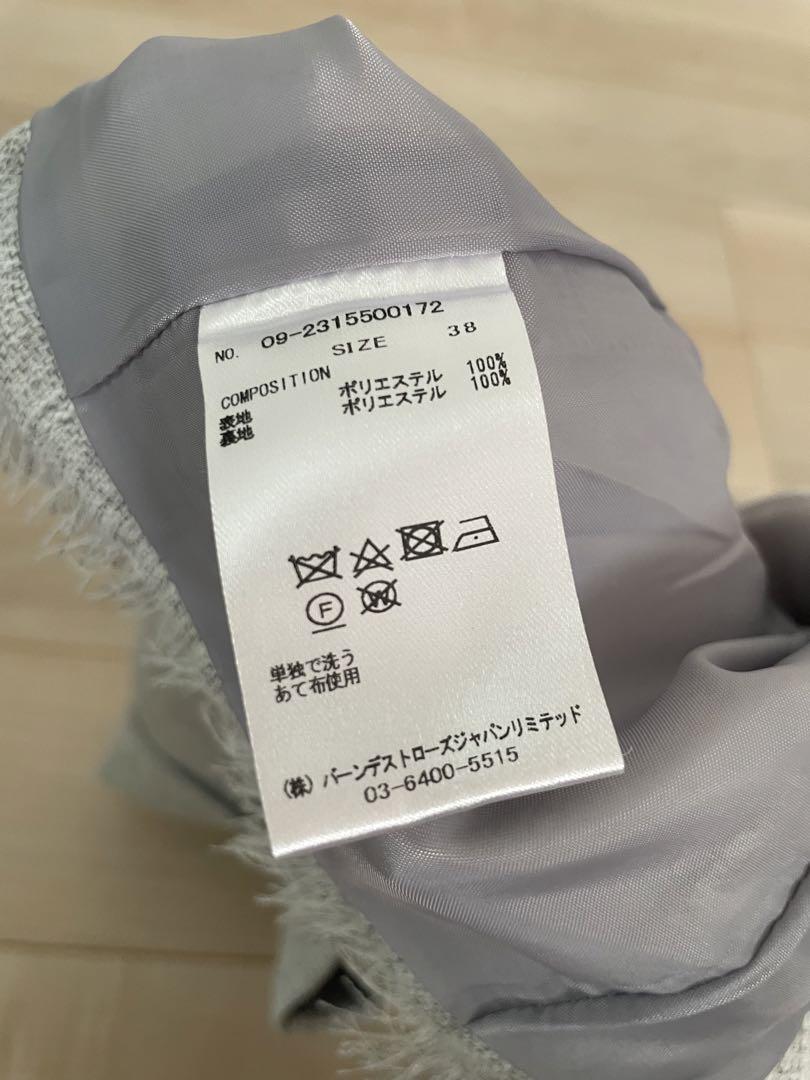 NO. 09-2315500172
SIZE 38
COMPOSITION
表地 ポリエステル 100%
裏地 ポリエステル 100%
F
W
単独で洗う
あて布使用
(株) バーンデストローズジャパンリミテッド
03-6400-5515